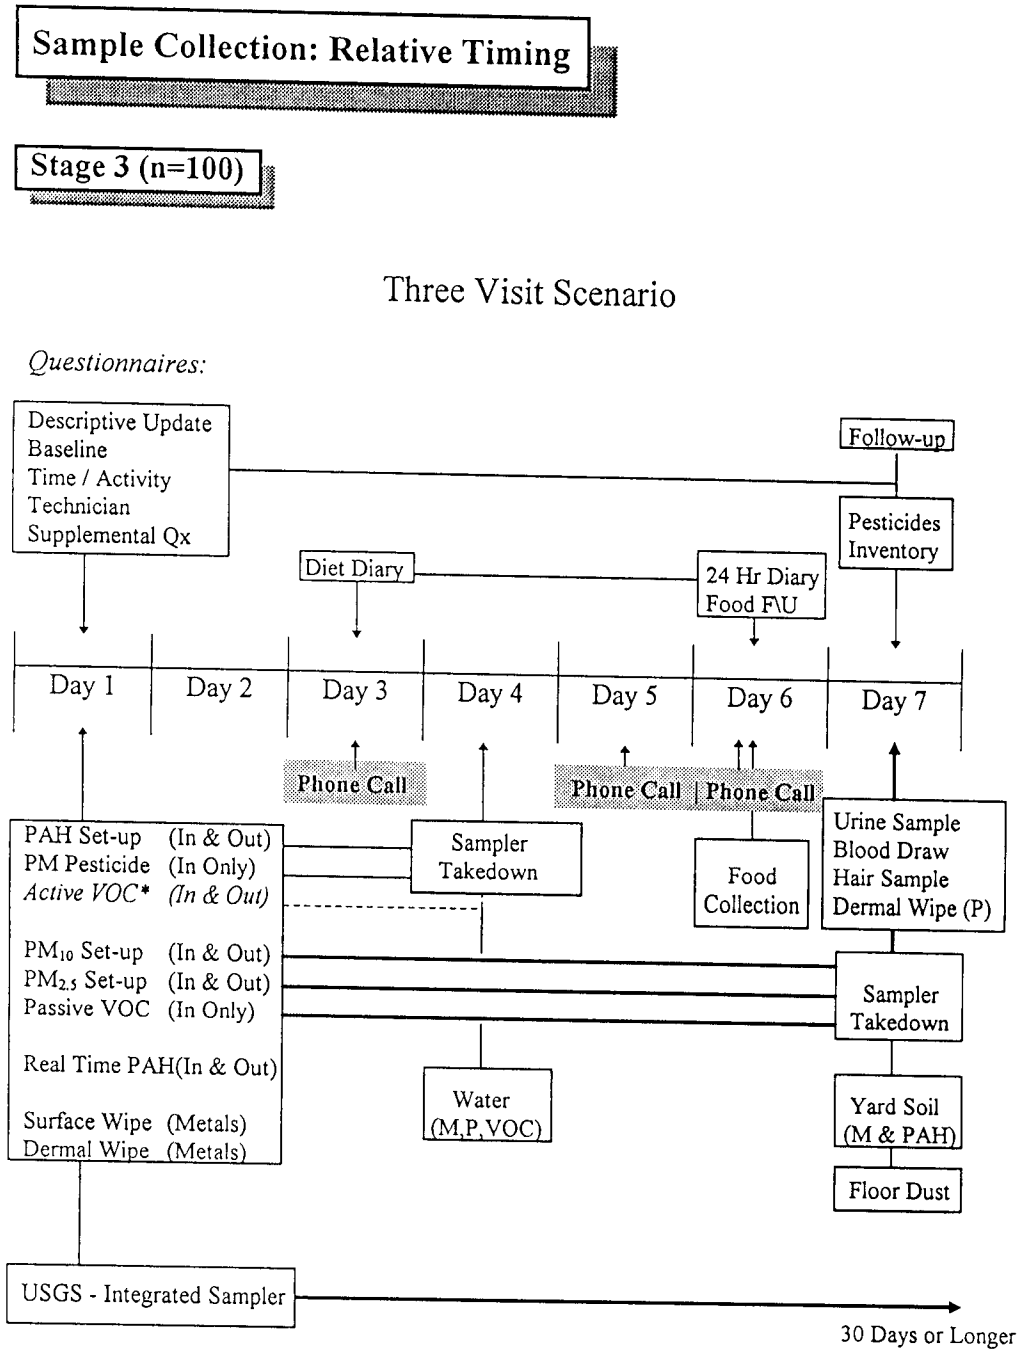 Sample Collection: Relative Timing
Stage 3 (n=100)
Three Visit Scenario
Questionnaires:
Descriptive Update
Baseline
Time / Activity
Technician
Supplemental Qx
Follow-up
Pesticides
Inventory
Diet Diary
24 Hr Diary
Food F\U
Day 1
Day 2
Day 3
Day 4
Day 5
Day 6
Day 7
Phone Call
Phone Call | Phone Call
PAH Set-up (In & Out)
PM Pesticide (In Only)
Active VOC* (In & Out)
PM10 Set-up (In & Out)
PM2.5 Set-up (In & Out)
Passive VOC (In Only)
Real Time PAH(In & Out)
Surface Wipe (Metals)
Dermal Wipe (Metals)
Sampler
Takedown
Food
Collection
Urine Sample
Blood Draw
Hair Sample
Dermal Wipe (P)
Sampler
Takedown
Water
(M,P,VOC)
Yard Soil
(M & PAH)
Floor Dust
USGS - Integrated Sampler
30 Days or Longer